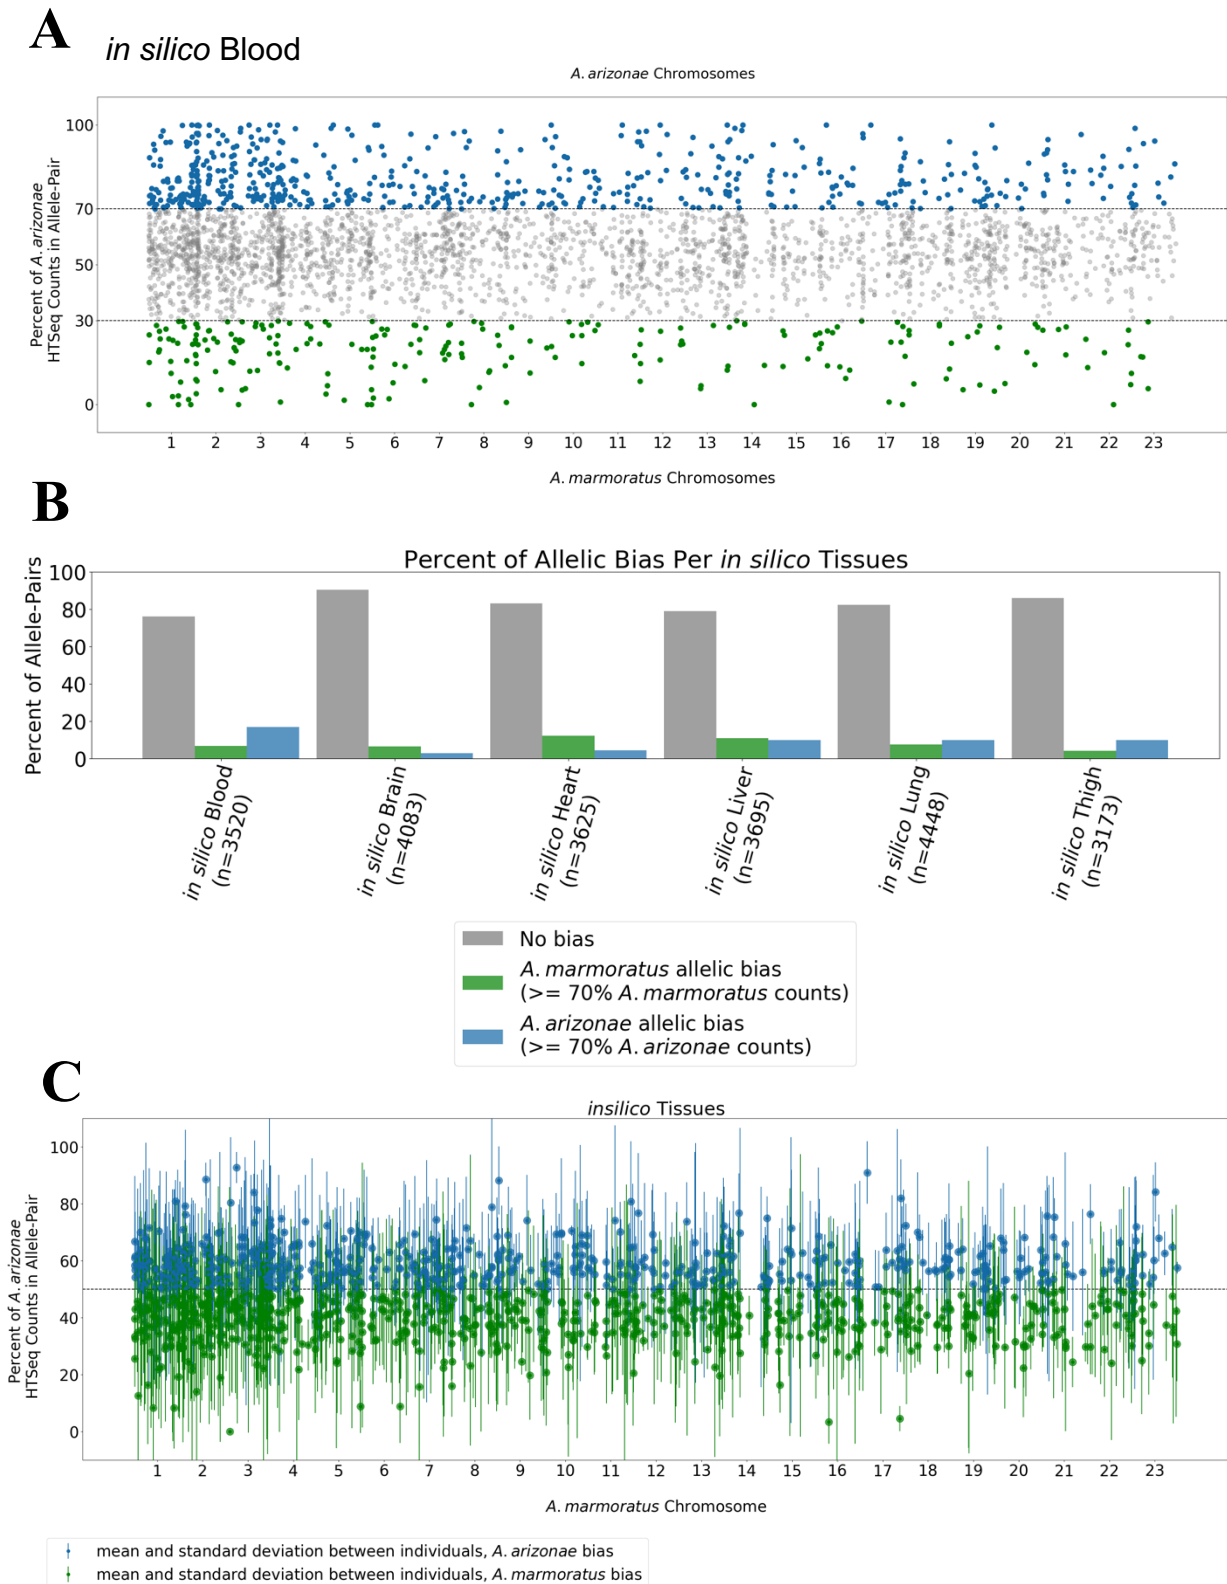 A
in silico Blood
A. arizonae Chromosomes
Percent of A. arizonae
HTSeq Counts in Allele-Pair
100
70
50
30
0
1 2 3 4 5 6 7 8 9 10 11 12 13 14 15 16 17 18 19 20 21 22 23
A. marmoratus Chromosomes
B
Percent of Allelic Bias Per in silico Tissues
Percent of Allele-Pairs
100
80
60
40
20
0
in silico Blood
(n=3520)
in silico Brain
(n=4083)
in silico Heart
(n=3625)
in silico Liver
(n=3695)
in silico Lung
(n=4448)
in silico Thigh
(n=3173)
No bias
A. marmoratus allelic bias
(>= 70% A. marmoratus counts)
A. arizonae allelic bias
(>= 70% A. arizonae counts)
C
insilico Tissues
Percent of A. arizonae
HTSeq Counts in Allele-Pair
100
80
60
40
20
0
1 2 3 4 5 6 7 8 9 10 11 12 13 14 15 16 17 18 19 20 21 22 23
A. marmoratus Chromosome
mean and standard deviation between individuals, A. arizonae bias
mean and standard deviation between individuals, A. marmoratus bias